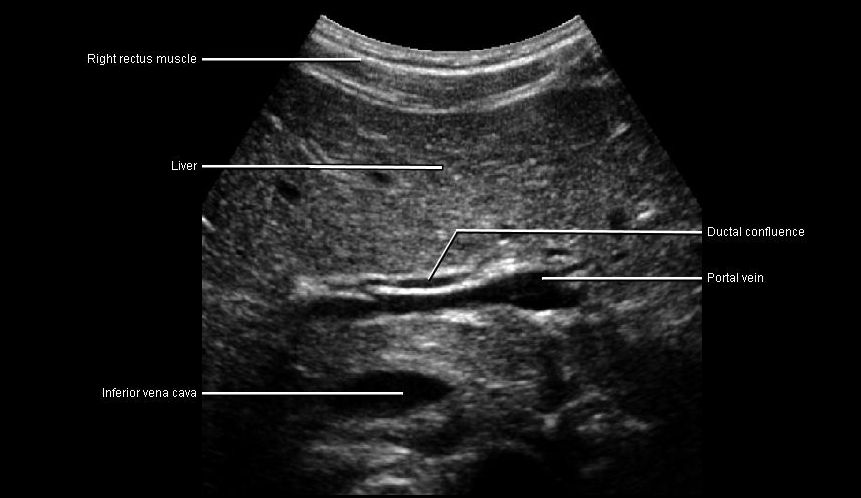 Right rectus muscle
Liver
Ductal confluence
Portal vein
Inferior vena cava